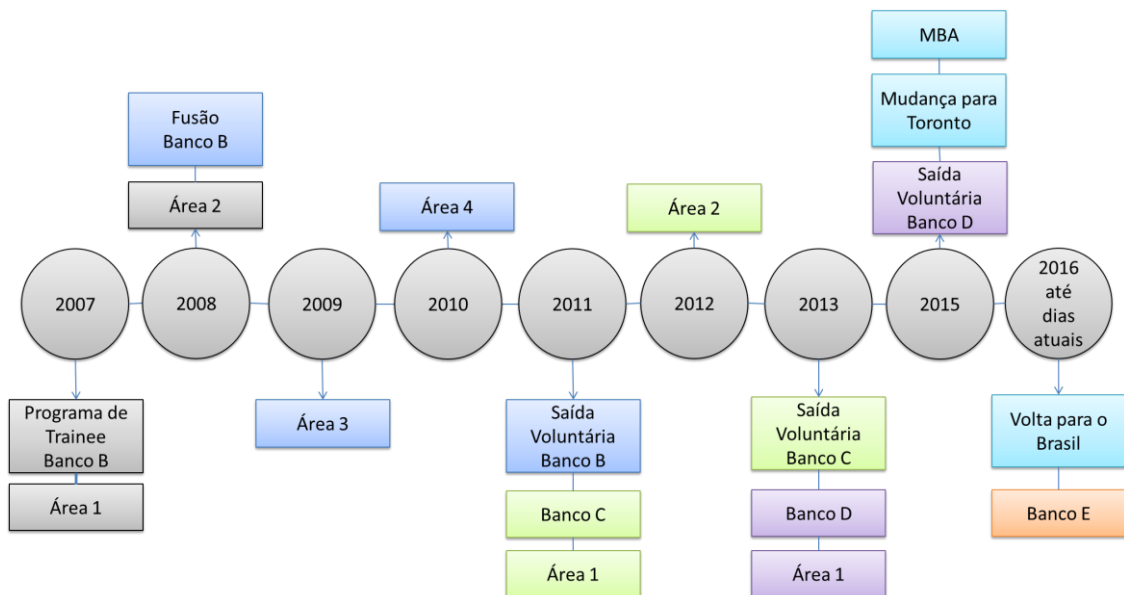 MBA
Mudança para
Toronto
Saída
Voluntária
Banco D
Fusão
Banco B
Área 2
Área 4
Área 2
2007
2008
2009
2010
2011
2012
2013
2015
2016
até
dias
atuais
Programa de
Trainee
Banco B
Área 1
Área 3
Saída
Voluntária
Banco B
Banco C
Área 1
Saída
Voluntária
Banco C
Banco D
Área 1
Volta para o
Brasil
Banco E